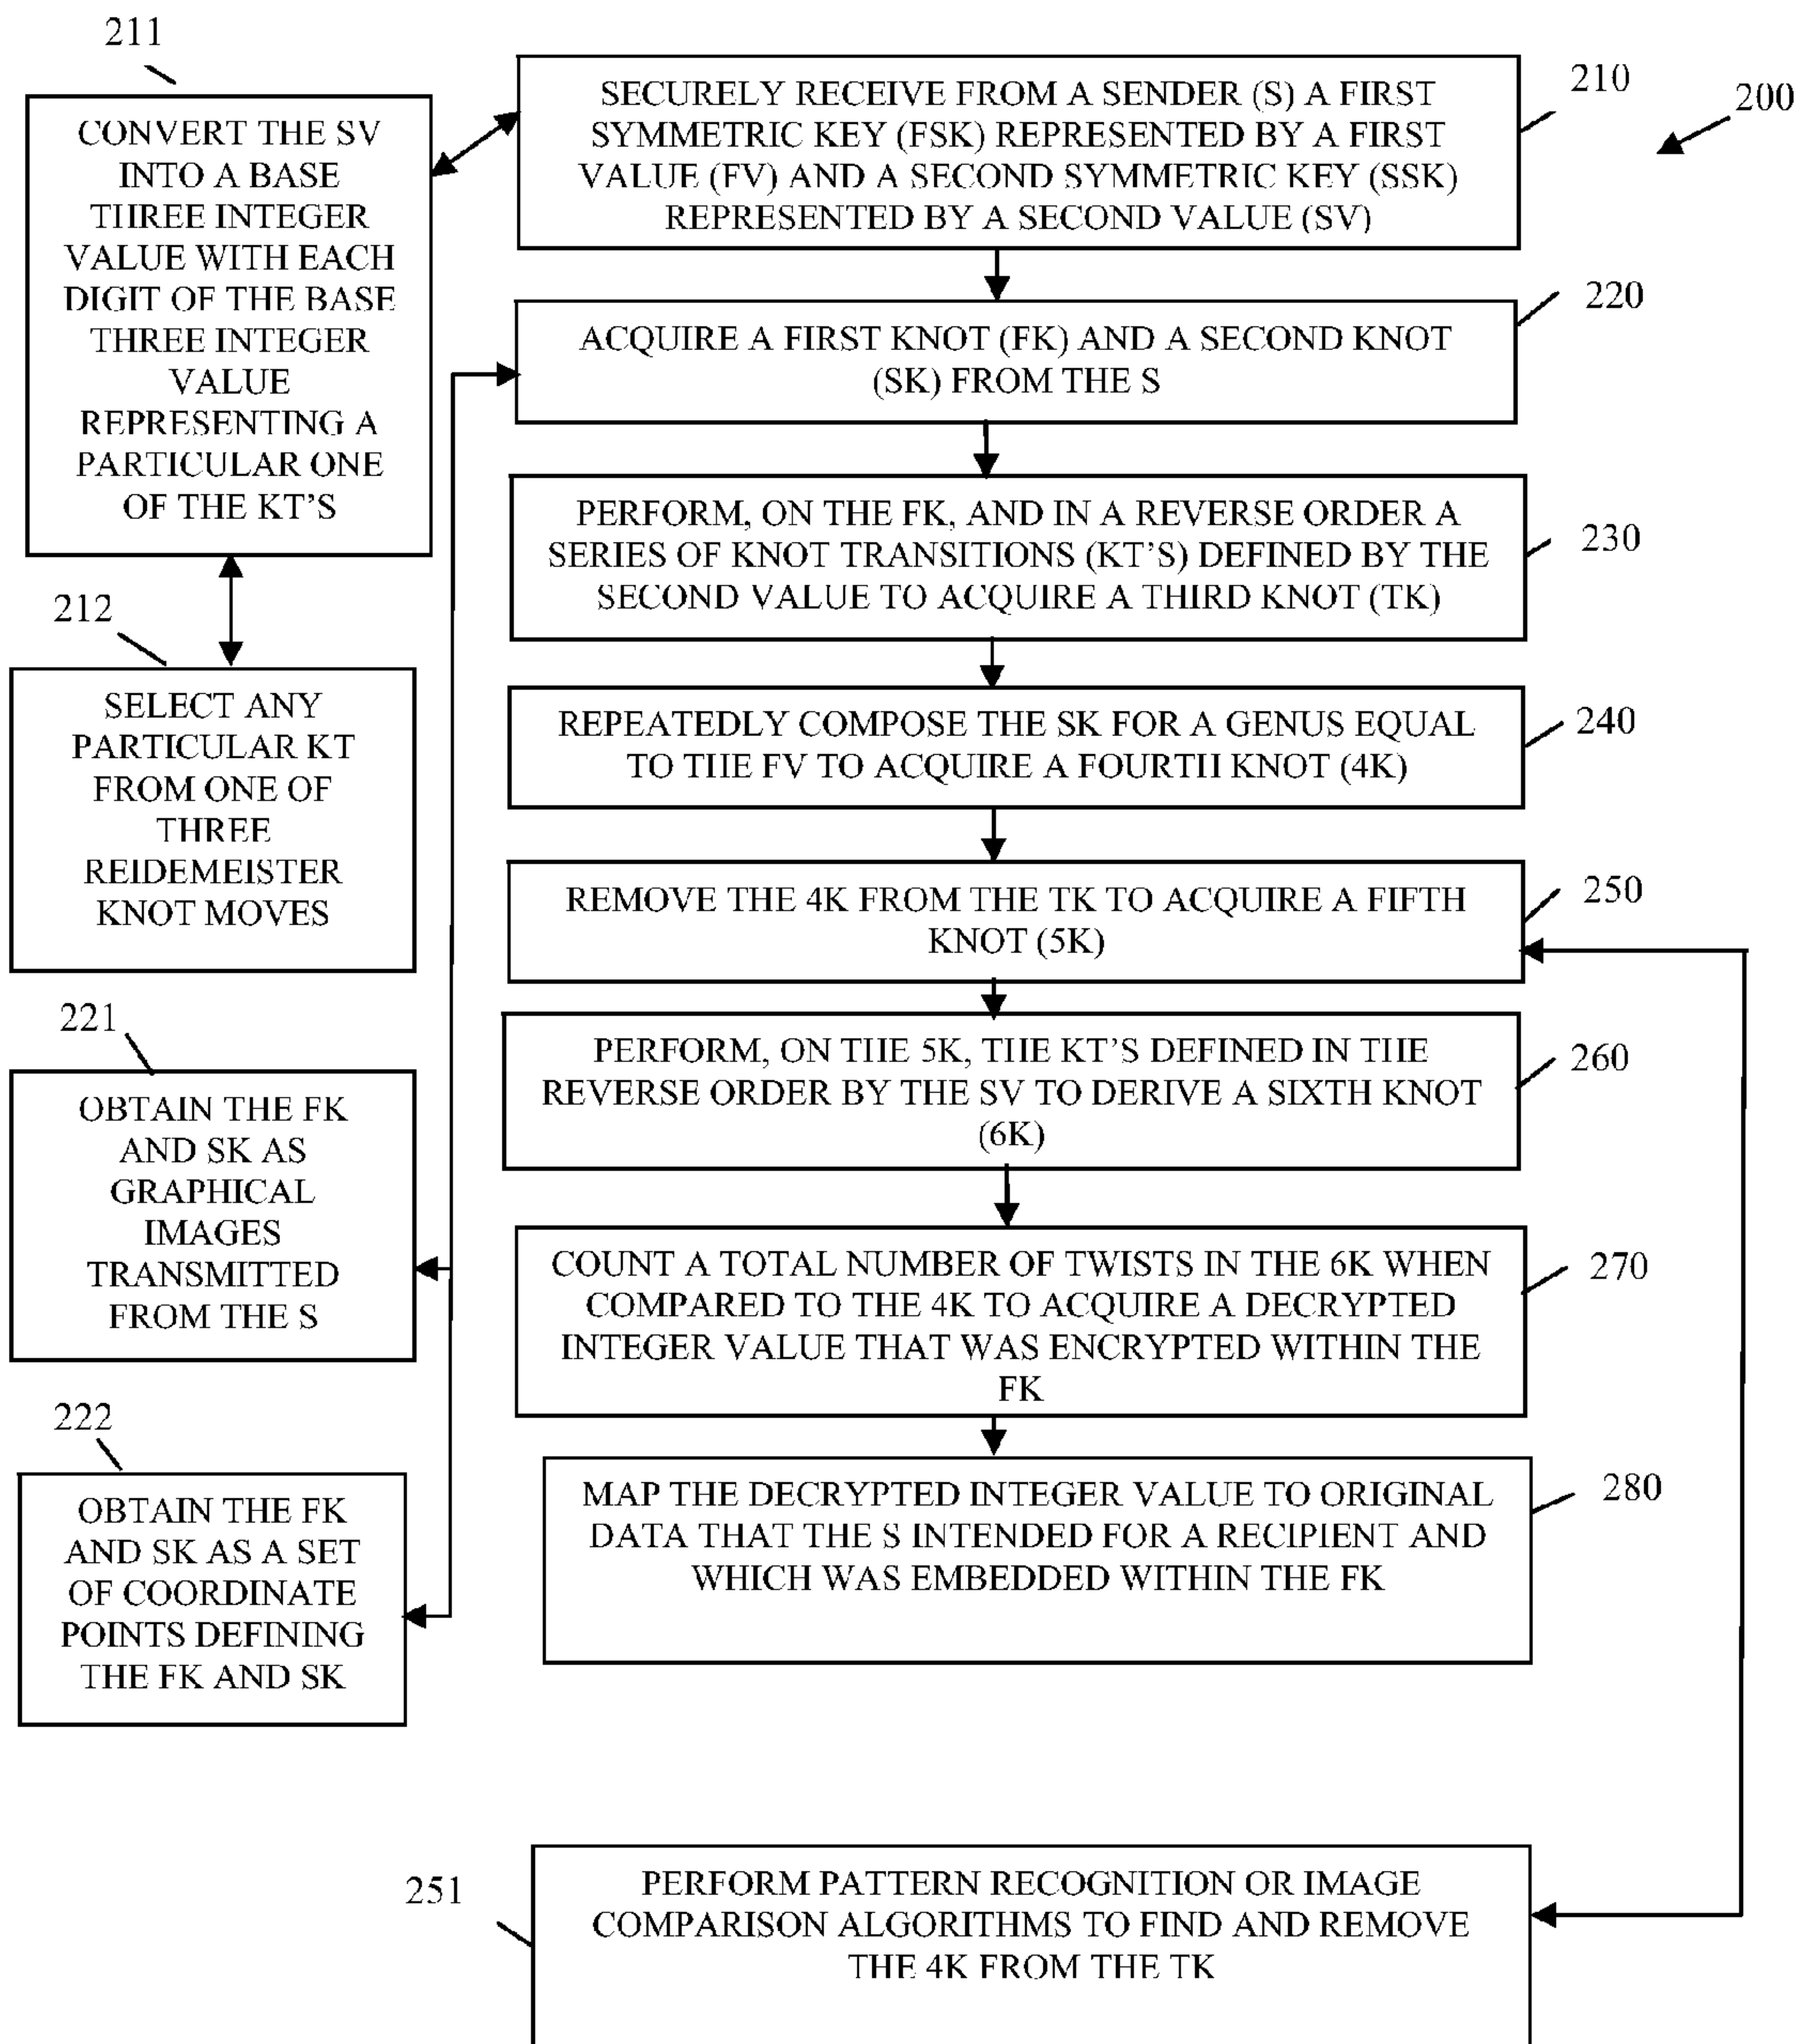 211
CONVERT THE SV
INTO A BASE
THREE INTEGER
VALUE WITH EACH
DIGIT OF THE BASE
THREE INTEGER
VALUE
REPRESENTING A
PARTICULAR ONE
OF THE KT'S
212
SELECT ANY
PARTICULAR KT
FROM ONE OF
THREE
REIDEMEISTER
KNOT MOVES
221
OBTAIN THE FK
AND SK AS
GRAPHICAL
IMAGES
TRANSMITTED
FROM THE S
222
OBTAIN THE FK
AND SK AS A SET
OF COORDINATE
POINTS DEFINING
THE FK AND SK
200
210
SECURELY RECEIVE FROM A SENDER (S) A FIRST
SYMMETRIC KEY (FSK) REPRESENTED BY A FIRST
VALUE (FV) AND A SECOND SYMMETRIC KEY (SSK)
REPRESENTED BY A SECOND VALUE (SV)
220
ACQUIRE A FIRST KNOT (FK) AND A SECOND KNOT
(SK) FROM THE S
230
PERFORM, ON THE FK, AND IN A REVERSE ORDER A
SERIES OF KNOT TRANSITIONS (KT'S) DEFINED BY THE
SECOND VALUE TO ACQUIRE A THIRD KNOT (TK)
240
REPEATEDLY COMPOSE THE SK FOR A GENUS EQUAL
TO THE FV TO ACQUIRE A FOURTH KNOT (4K)
250
REMOVE THE 4K FROM THE TK TO ACQUIRE A FIFTH
KNOT (5K)
260
PERFORM, ON THE 5K, THE KT'S DEFINED IN THE
REVERSE ORDER BY THE SV TO DERIVE A SIXTH KNOT
(6K)
270
COUNT A TOTAL NUMBER OF TWISTS IN THE 6K WHEN
COMPARED TO THE 4K TO ACQUIRE A DECRYPTED
INTEGER VALUE THAT WAS ENCRYPTED WITHIN THE
FK
280
MAP THE DECRYPTED INTEGER VALUE TO ORIGINAL
DATA THAT THE S INTENDED FOR A RECIPIENT AND
WHICH WAS EMBEDDED WITHIN THE FK
251
PERFORM PATTERN RECOGNITION OR IMAGE
COMPARISON ALGORITHMS TO FIND AND REMOVE
THE 4K FROM THE TK